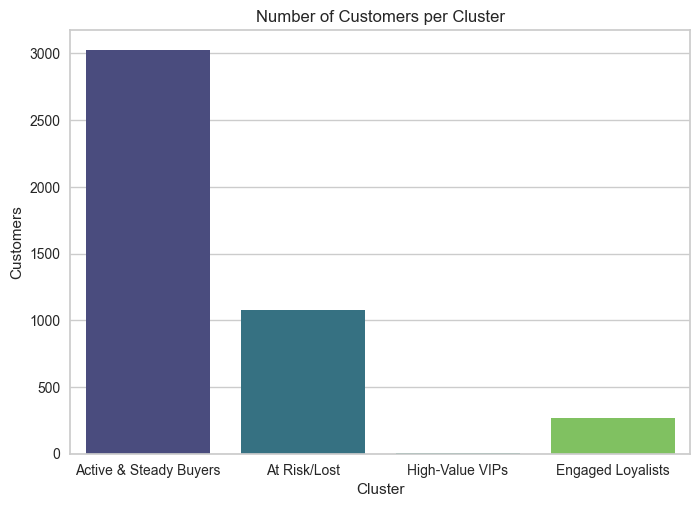 Number of Customers per Cluster
Customers
3000
2500
2000
1500
1000
500
0
Active & Steady Buyers
At Risk/Lost
High-Value VIPs
Engaged Loyalists
Cluster